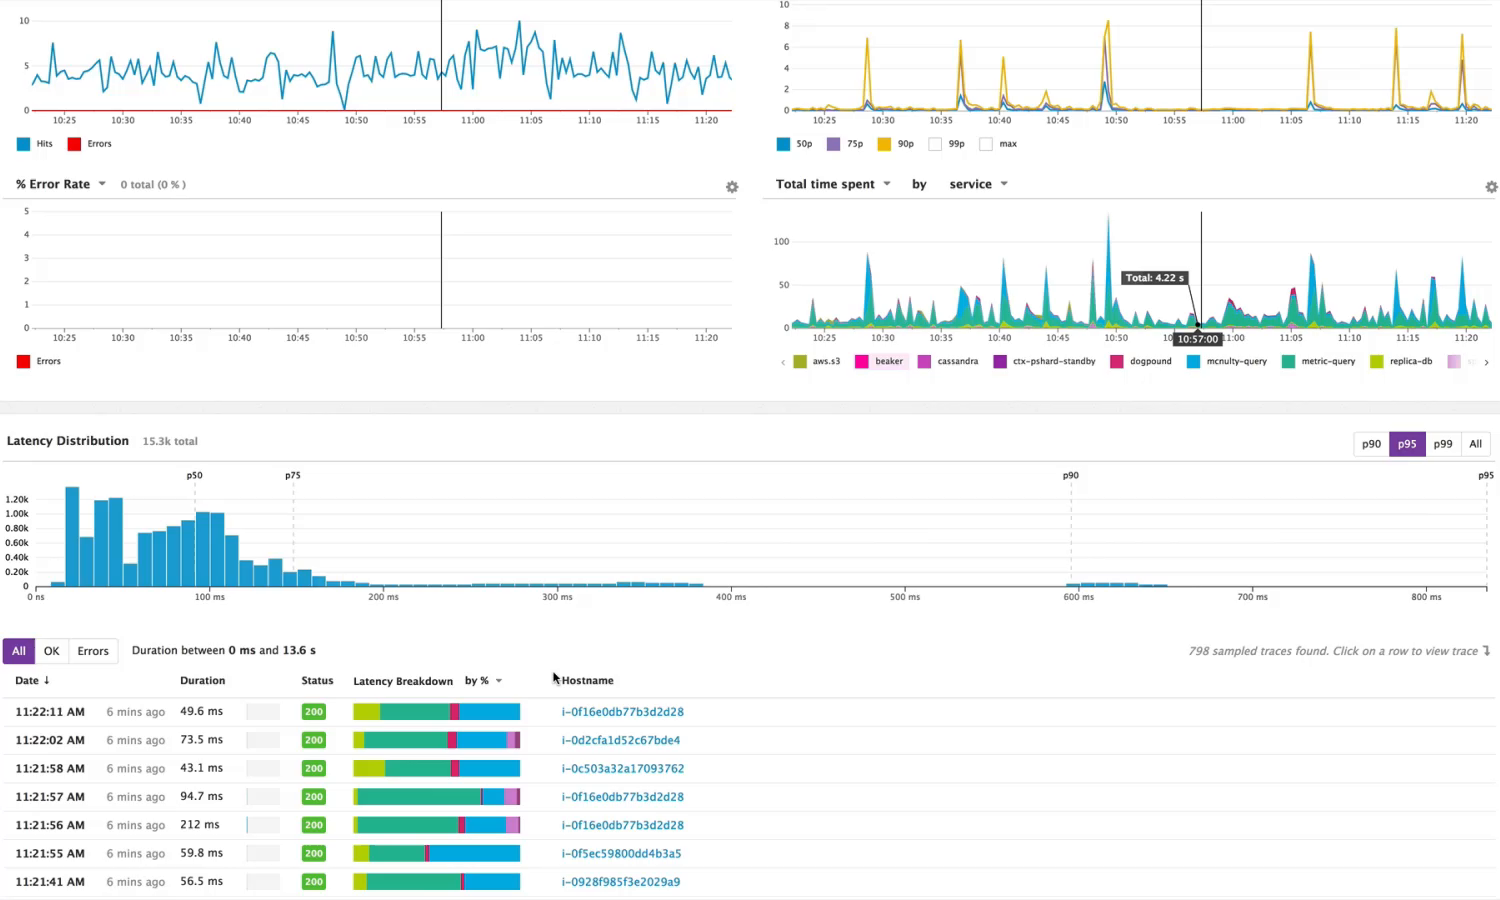 10
5
0
10:25 10:30 10:35 10:40 10:45 10:50 10:55 11:00 11:05 11:10 11:15 11:20
Hits Errors
10
8
6
4
2
0
10:25 10:30 10:35 10:40 10:45 10:50 10:55 11:00 11:05 11:10 11:15 11:20
50p 75p 90p 99p max
% Error Rate 0 total (0 %)
5
4
3
2
1
0
10:25 10:30 10:35 10:40 10:45 10:50 10:55 11:00 11:05 11:10 11:15 11:20
Errors
Total time spent by service
100
50
0
Total: 4.22 s
10:25 10:30 10:35 10:40 10:45 10:50 10:57:00 11:05 11:10 11:15 11:20
aws.s3 beaker cassandra ctx-pshard-standby dogpound mcnulty-query metric-query replica-db
Latency Distribution 15.3k total
p90 p95 p99 All
p50 p75 p90 p95
1.20k
1.00k
0.80k
0.60k
0.40k
0.20k
0
0 ns 100 ms 200 ms 300 ms 400 ms 500 ms 600 ms 700 ms 800 ms
All OK Errors Duration between 0 ms and 13.6 s
798 sampled traces found. Click on a row to view trace
Date ↓ Duration Status Latency Breakdown by % Hostname
11:22:11 AM 6 mins ago 49.6 ms 200 i-0f16e0db77b3d2d28
11:22:02 AM 6 mins ago 73.5 ms 200 i-0d2cfa1d52c67bde4
11:21:58 AM 6 mins ago 43.1 ms 200 i-0c503a32a17093762
11:21:57 AM 6 mins ago 94.7 ms 200 i-0f16e0db77b3d2d28
11:21:56 AM 6 mins ago 212 ms 200 i-0f16e0db77b3d2d28
11:21:55 AM 6 mins ago 59.8 ms 200 i-0f5ec59800dd4b3a5
11:21:41 AM 6 mins ago 56.5 ms 200 i-0928f985f3e2029a9